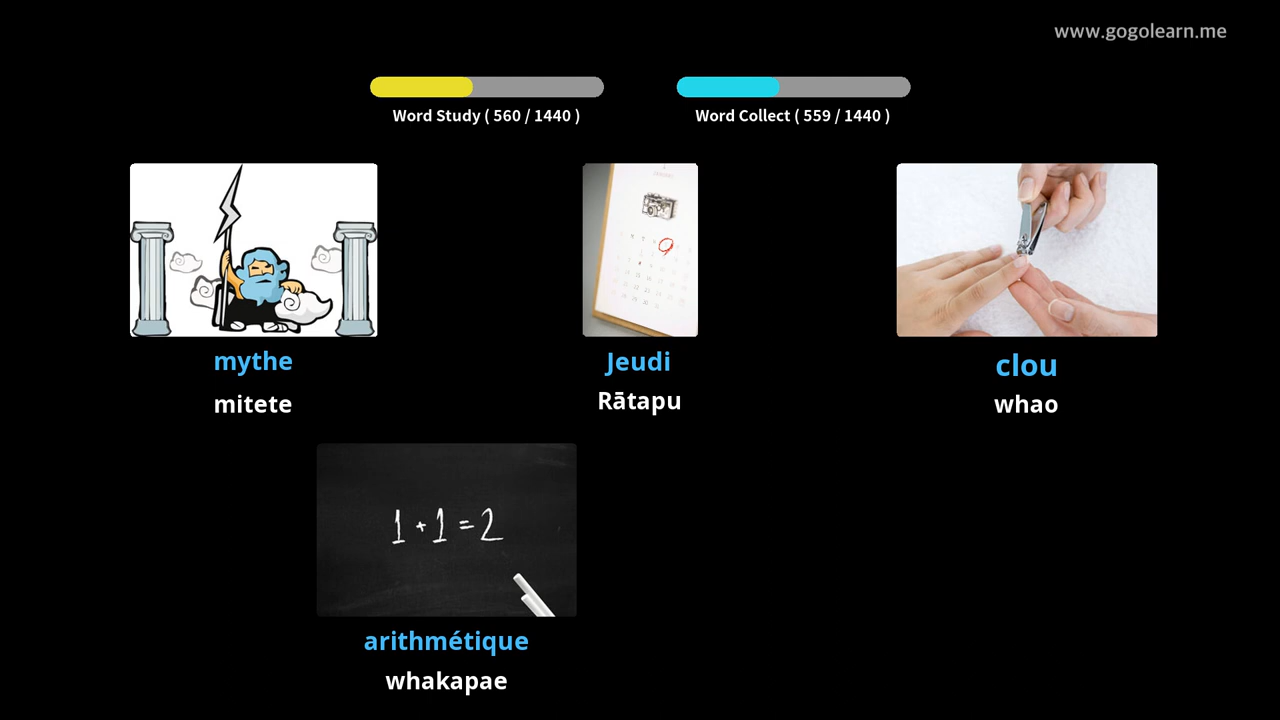 www.gogolearn.me
Word Study ( 560 / 1440 )
Word Collect ( 559 / 1440 )
mythe
mitete
Jeudi
Rātapu
clou
whao
1 + 1 = 2
arithmétique
whakapae